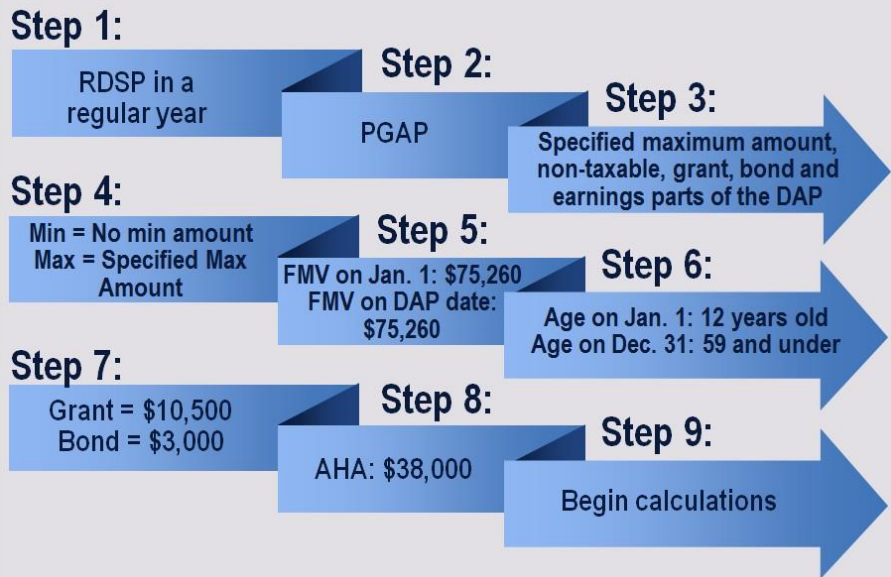 Step 1:
RDSP in a
regular year
Step 2:
PGAP
Step 3:
Specified maximum amount,
non-taxable, grant, bond and
earnings parts of the DAP
Step 4:
Min = No min amount
Max = Specified Max
Amount
Step 5:
FMV on Jan. 1: $75,260
FMV on DAP date:
$75,260
Step 6:
Age on Jan. 1: 12 years old
Age on Dec. 31: 59 and under
Step 7:
Grant = $10,500
Bond = $3,000
Step 8:
AHA: $38,000
Step 9:
Begin calculations